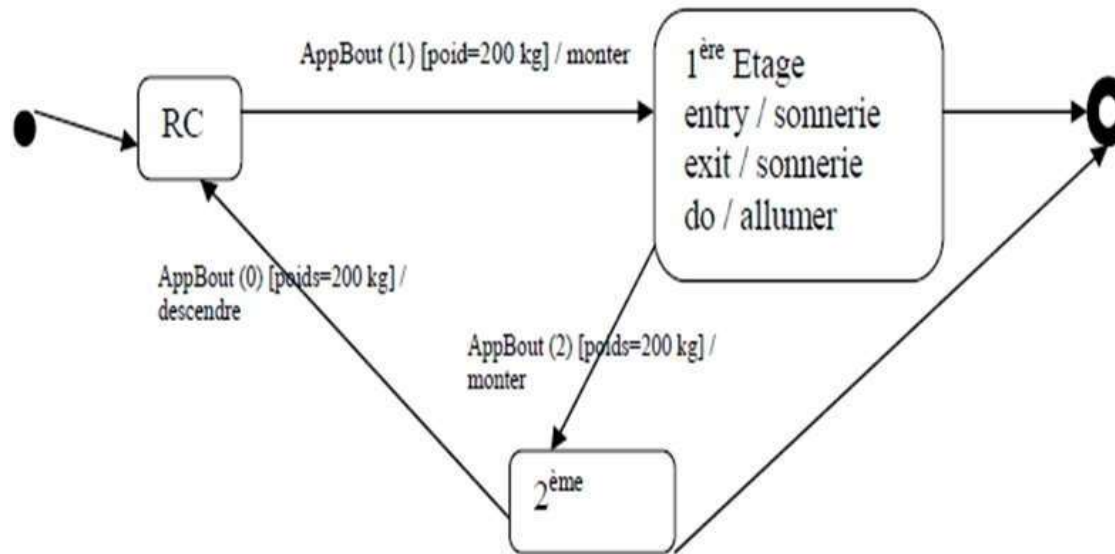 AppBout (1) [poid=200 kg] / monter
RC
1ère Etage
entry / sonnerie
exit / sonnerie
do / allumer
AppBout (0) [poids=200 kg] /
descendre
AppBout (2) [poids=200 kg] /
monter
2ème